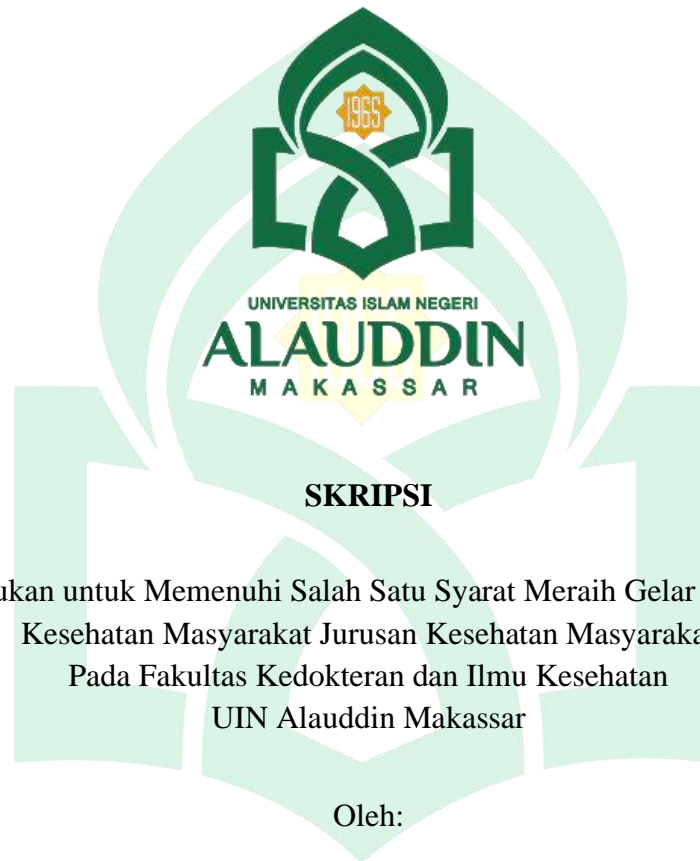 1965
UNIVERSITAS ISLAM NEGERI
ALAUDDIN
MAKASSAR
SKRIPSI
ukan untuk Memenuhi Salah Satu Syarat Meraih Gelar
Kesehatan Masyarakat Jurusan Kesehatan Masyaraka
Pada Fakultas Kedokteran dan Ilmu Kesehatan
UIN Alauddin Makassar
Oleh: